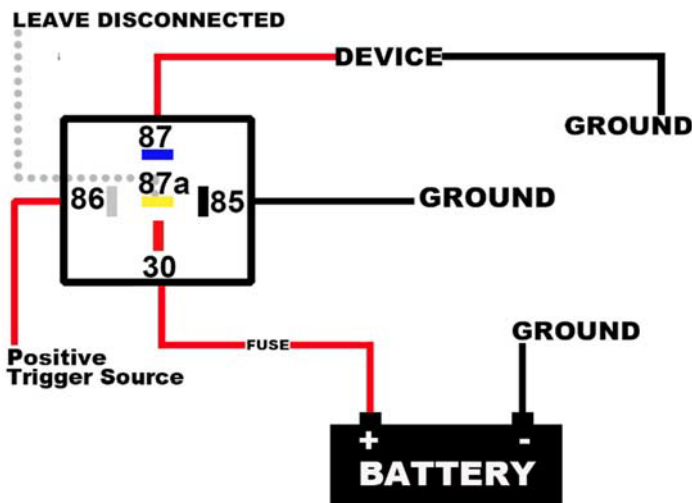 LEAVE DISCONNECTED
DEVICE
GROUND
87
87a
86
85
GROUND
30
Positive
Trigger Source
FUSE
GROUND
+
-
BATTERY